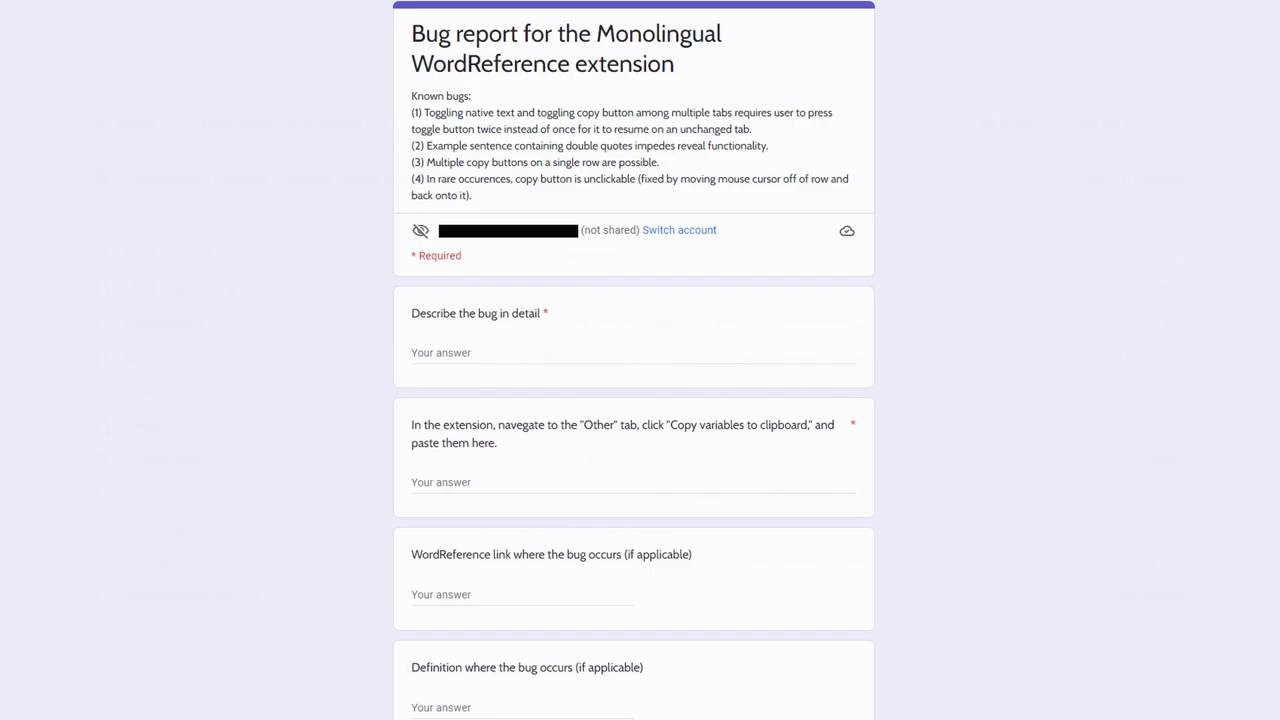 Bug report for the Monolingual
WordReference extension
Known bugs:
(1) Toggling native text and toggling copy button among multiple tabs requires user to press
toggle button twice instead of once for it to resume on an unchanged tab.
(2) Example sentence containing double quotes impedes reveal functionality.
(3) Multiple copy buttons on a single row are possible.
(4) In rare occurences, copy button is unclickable (fixed by moving mouse cursor off of row and
back onto it).
(not shared) Switch account
* Required
Describe the bug in detail *
Your answer
In the extension, navegate to the "Other" tab, click "Copy variables to clipboard," and *
paste them here.
Your answer
WordReference link where the bug occurs (if applicable)
Your answer
Definition where the bug occurs (if applicable)
Your answer